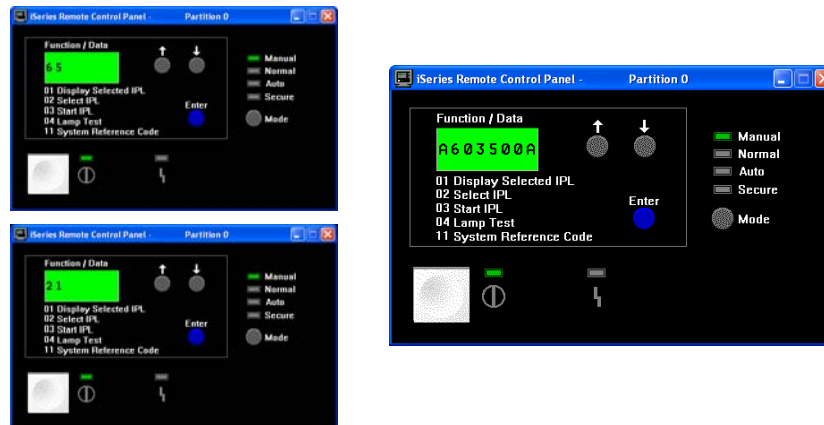 iSeries Remote Control Panel - Partition 0
Function / Data
65
01 Display Selected IPL
02 Select IPL
03 Start IPL
04 Lamp Test
11 System Reference Code
Enter
Manual
Normal
Auto
Secure
Mode
iSeries Remote Control Panel - Partition 0
Function / Data
21
01 Display Selected IPL
02 Select IPL
03 Start IPL
04 Lamp Test
11 System Reference Code
Enter
Manual
Normal
Auto
Secure
Mode
iSeries Remote Control Panel - Partition 0
Function / Data
A603500A
01 Display Selected IPL
02 Select IPL
03 Start IPL
04 Lamp Test
11 System Reference Code
Enter
Manual
Normal
Auto
Secure
Mode